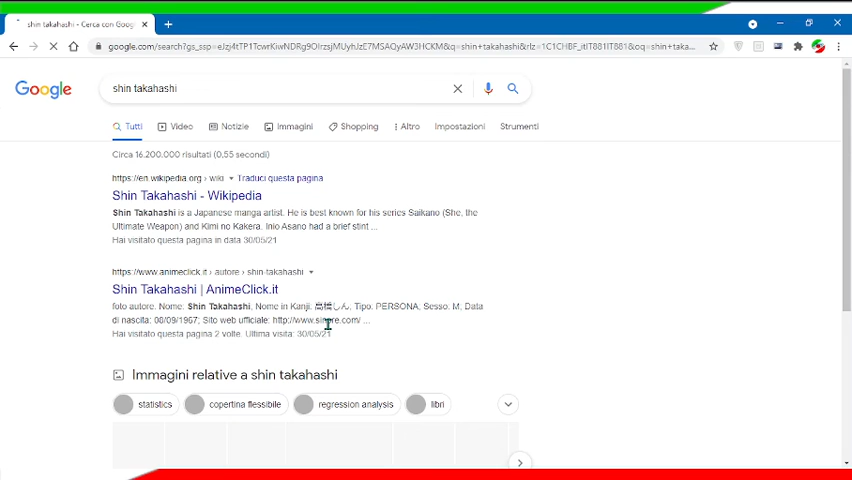 shin takahashi - Cerca con Goog
google.com/search?gs_ssp=eJzj4tTP1TcwrKiwNDRg9OIrzsjMUyhJzE7MSAQyAW3HCKM&q=shin+takahashi&rlz=1C1CHBF_itIT881IT881&oq=shin+taka...
Google
shin takahashi
Tutti Video Notizie Immagini Shopping Altro Impostazioni Strumenti
Circa 16.200.000 risultati (0,55 secondi)
https://en.wikipedia.org › wiki Traduci questa pagina
Shin Takahashi - Wikipedia
Shin Takahashi is a Japanese manga artist. He is best known for his series Saikano (She, the
Ultimate Weapon) and Kimi no Kakera. Inio Asano had a brief stint ...
Hai visitato questa pagina in data 30/05/21
https://www.animeclick.it › autore › shin-takahashi
Shin Takahashi | AnimeClick.it
foto autore. Nome: Shin Takahashi, Nome in Kanji: 高橋しん, Tipo: PERSONA, Sesso: M, Data
di nascita: 08/09/1967; Sito web ufficiale:
Hai visitato questa pagina 2 volte. Ultima visita: 30/05/21
Immagini relative a shin takahashi
statistics copertina flessibile regression analysis libri